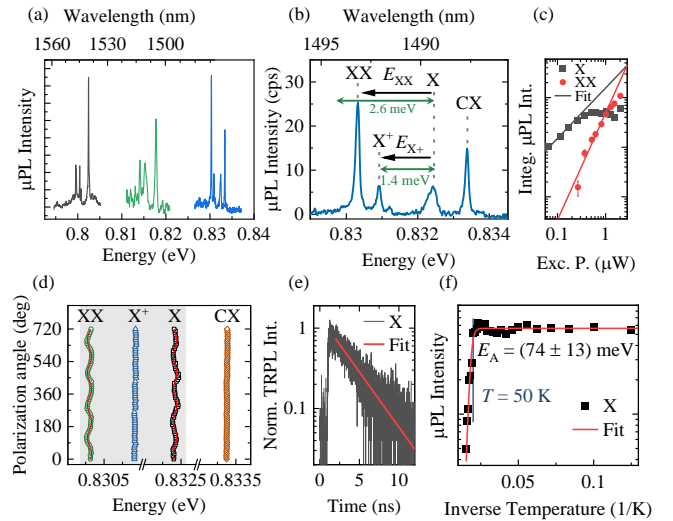 (a)
Wavelength (nm)
1560
1530
1500
μPL Intensity
0.8
0.81
0.82
0.83
0.84
Energy (eV)
(b)
Wavelength (nm)
1495
1492
1489
μPL Intensity (cps)
30
25
20
15
10
5
0
XX
E_XX
X
2.6 meV
CX
X⁺
E_X+
1.4 meV
0.83
0.832
0.834
Energy (eV)
(c)
Integ. μPL Int.
X
XX
Fit
0.1
1
Exc. P. (μW)
(d)
Polarization angle (deg)
720
540
360
180
0
XX
X⁺
X
CX
0.8305
0.8325
0.8335
Energy (eV)
(e)
Norm. TRPL Int.
1
0.1
X
Fit
0
5
10
Time (ns)
(f)
μPL Intensity
E_A = (74 ± 13) meV
T = 50 K
X
Fit
0.05
0.1
Inverse Temperature (1/K)